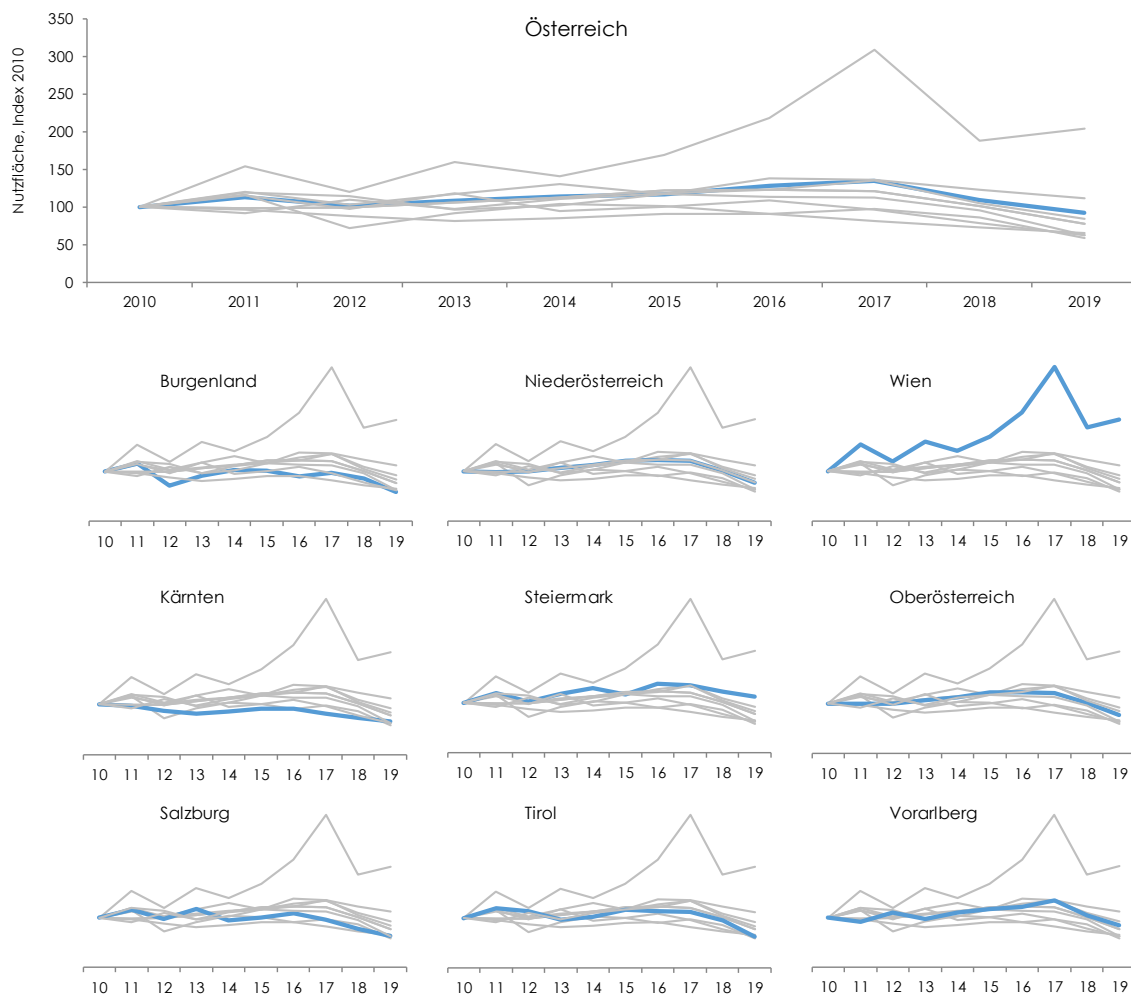 Österreich
Nutzfläche, Index 2010
350
300
250
200
150
100
50
0
2010 2011 2012 2013 2014 2015 2016 2017 2018 2019
Burgenland Niederösterreich Wien
10 11 12 13 14 15 16 17 18 19 10 11 12 13 14 15 16 17 18 19 10 11 12 13 14 15 16 17 18 19
Kärnten Steiermark Oberösterreich
10 11 12 13 14 15 16 17 18 19 10 11 12 13 14 15 16 17 18 19 10 11 12 13 14 15 16 17 18 19
Salzburg Tirol Vorarlberg
10 11 12 13 14 15 16 17 18 19 10 11 12 13 14 15 16 17 18 19 10 11 12 13 14 15 16 17 18 19